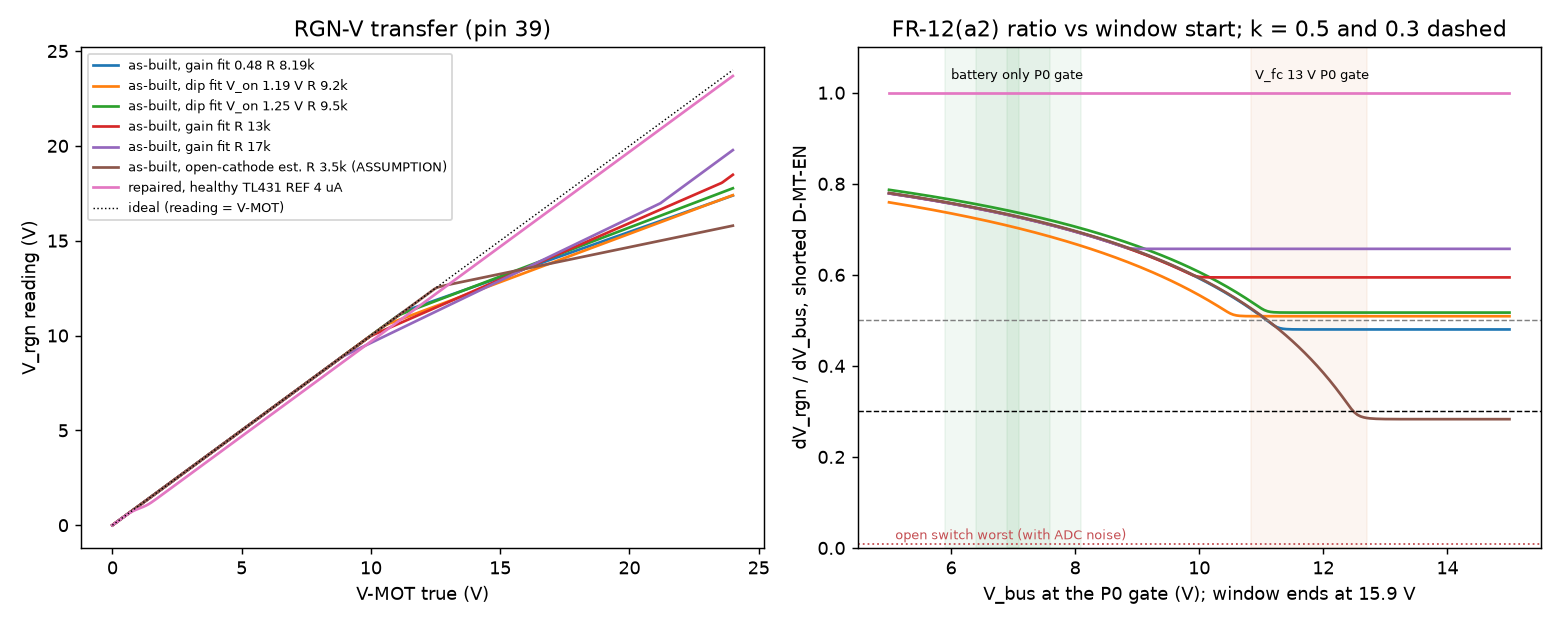 RGN-V transfer (pin 39)
25
20
15
10
5
0
V_rgn reading (V)
as-built, gain fit 0.48 R 8.19k
as-built, dip fit V_on 1.19 V R 9.2k
as-built, dip fit V_on 1.25 V R 9.5k
as-built, gain fit R 13k
as-built, gain fit R 17k
as-built, open-cathode est. R 3.5k (ASSUMPTION)
repaired, healthy TL431 REF 4 uA
ideal (reading = V-MOT)
0 5 10 15 20 25
V-MOT true (V)
FR-12(a2) ratio vs window start; k = 0.5 and 0.3 dashed
1.0
0.8
0.6
0.4
0.2
0.0
dV_rgn / dV_bus, shorted D-MT-EN
battery only P0 gate
V_fc 13 V P0 gate
open switch worst (with ADC noise)
6 8 10 12 14
V_bus at the P0 gate (V); window ends at 15.9 V